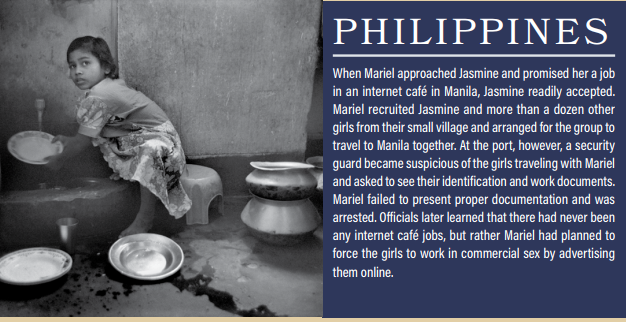 PHILIPPINES
When Mariel approached Jasmine and promised her a job
in an internet café in Manila, Jasmine readily accepted.
Mariel recruited Jasmine and more than a dozen other
girls from their small village and arranged for the group to
travel to Manila together. At the port, however, a security
guard became suspicious of the girls traveling with Mariel
and asked to see their identification and work documents.
Mariel failed to present proper documentation and was
arrested. Officials later learned that there had never been
any internet café jobs, but rather Mariel had planned to
force the girls to work in commercial sex by advertising
them online.